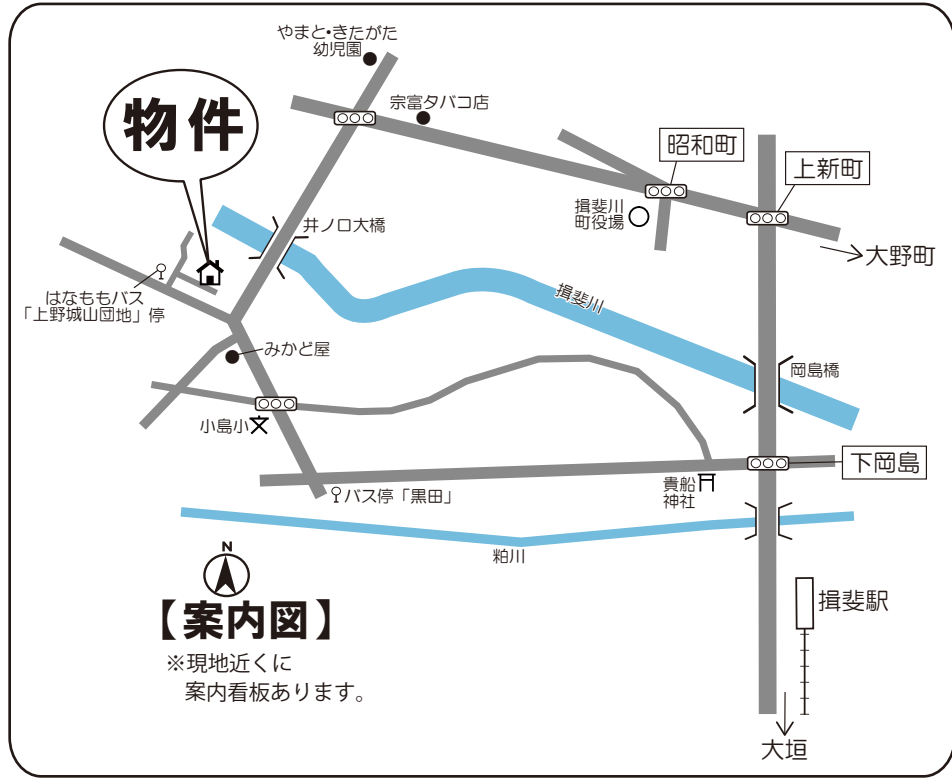 やまと・きたがた
幼児園
宗富タバコ店
物件
昭和町
上新町
揖斐川
町役場
井ノ口大橋
大野町
はなももバス
「上野城山団地」停
揖斐川
みかど屋
岡島橋
小島小
下岡島
バス停「黒田」
貴船
神社
粕川
N
【案内図】
※現地近くに
案内看板あります。
揖斐駅
大垣